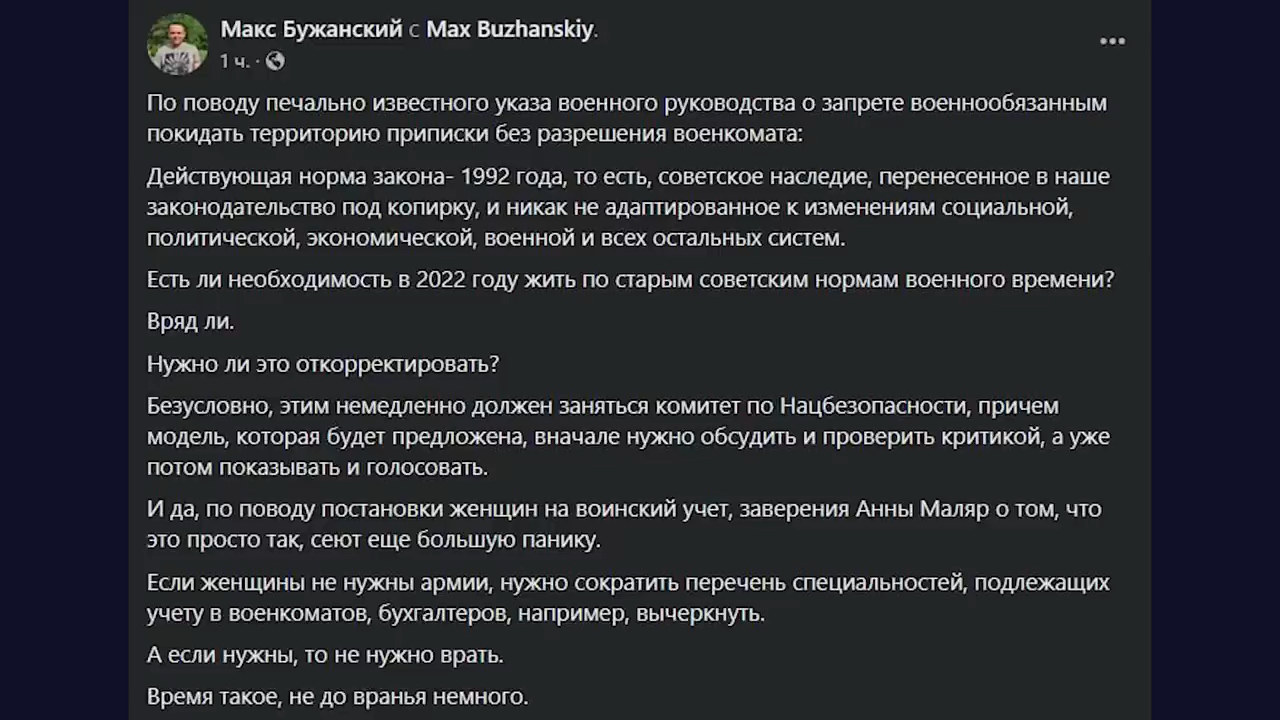 Макс Бужанский с Max Buzhanskiy.
1 ч. ·
По поводу печально известного указа военного руководства о запрете военнообязанным
покидать территорию приписки без разрешения военкомата:
Действующая норма закона- 1992 года, то есть, советское наследие, перенесенное в наше
законодательство под копирку, и никак не адаптированное к изменениям социальной,
политической, экономической, военной и всех остальных систем.
Есть ли необходимость в 2022 году жить по старым советским нормам военного времени?
Вряд ли.
Нужно ли это откорректировать?
Безусловно, этим немедленно должен заняться комитет по Нацбезопасности, причем
модель, которая будет предложена, вначале нужно обсудить и проверить критикой, а уже
потом показывать и голосовать.
И да, по поводу постановки женщин на воинский учет, заверения Анны Маляр о том, что
это просто так, сеют еще большую панику.
Если женщины не нужны армии, нужно сократить перечень специальностей, подлежащих
учету в военкоматов, бухгалтеров, например, вычеркнуть.
А если нужны, то не нужно врать.
Время такое, не до вранья немного.